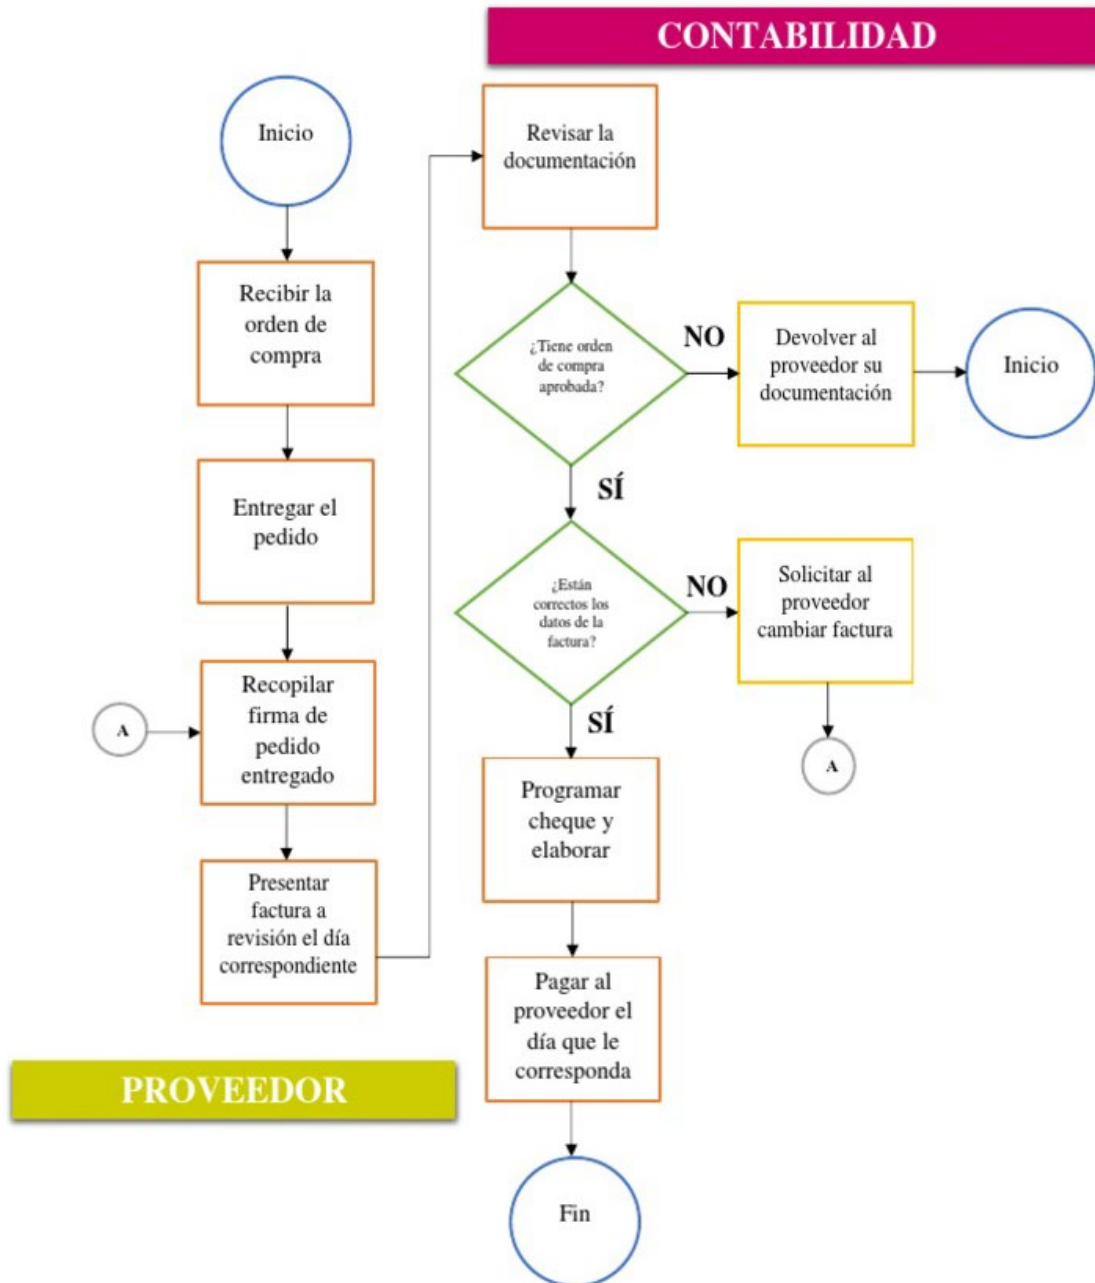 CONTABILIDAD
Inicio
Recibir la
orden de
compra
Entregar el
pedido
A
Recopilar
firma de
pedido
entregado
Presentar
factura a
revisión el día
correspondiente
PROVEEDOR
Revisar la
documentación
¿Tiene orden
de compra
aprobada?
NO
Devolver al
proveedor su
documentación
Inicio
SÍ
¿Están
correctos los
datos de la
factura?
NO
Solicitar al
proveedor
cambiar factura
A
SÍ
Programar
cheque y
elaborar
Pagar al
proveedor el
día que le
corresponda
Fin